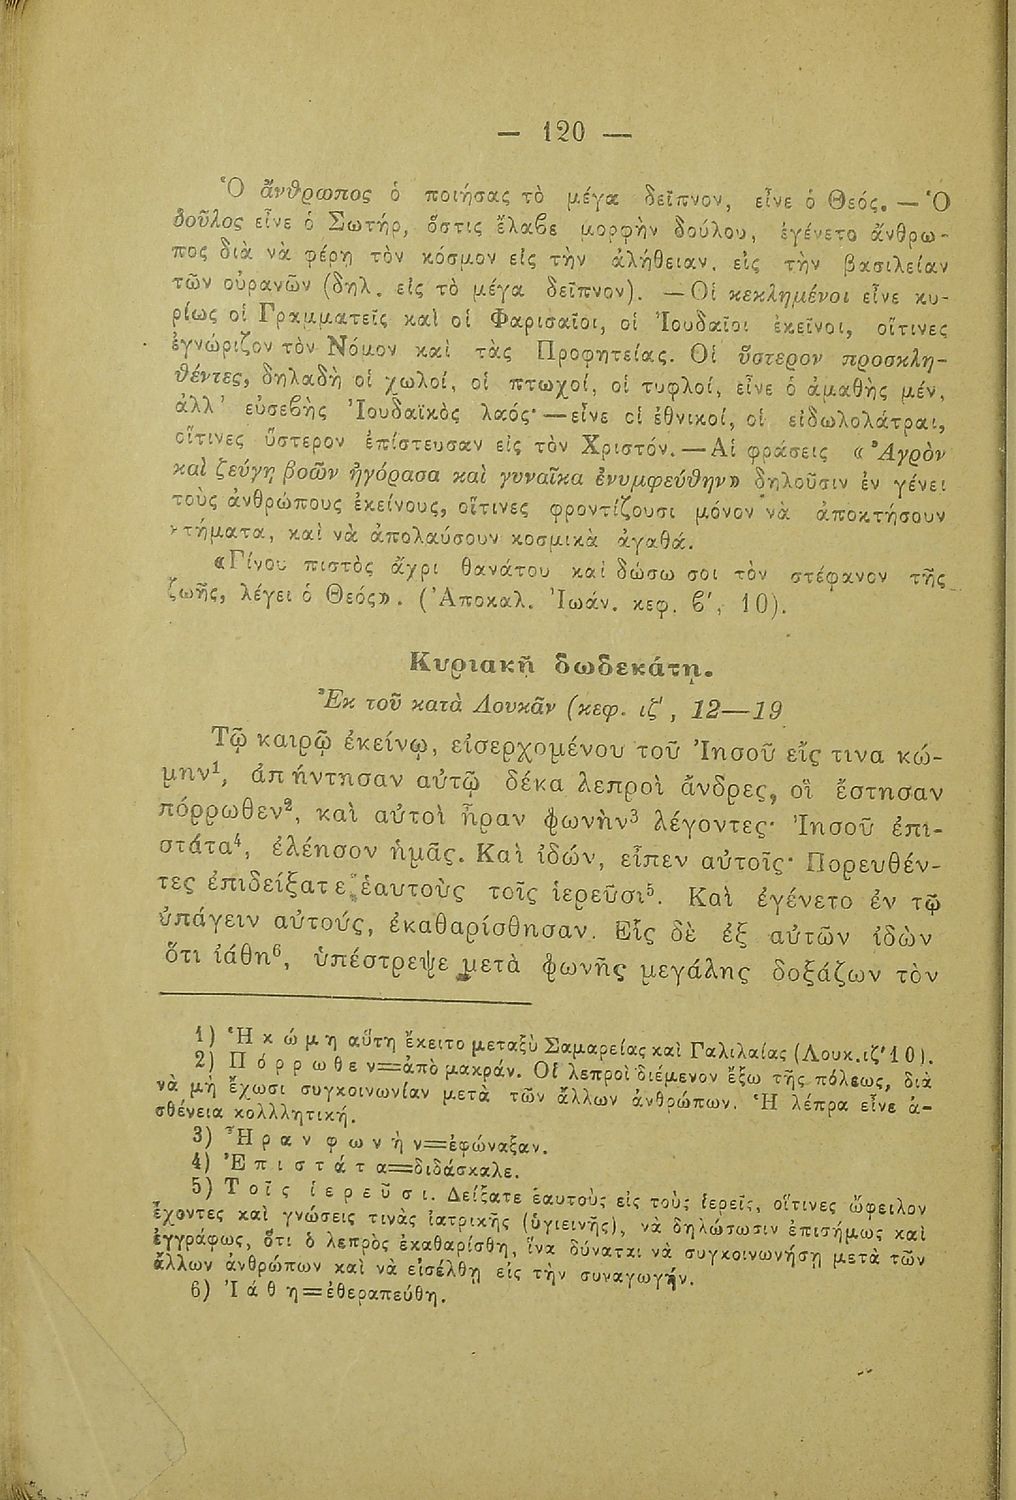 — 120 —
Ὁ ἄνθρωπος ὁ ποιήσας τὸ μέγα δεῖπνον, εἶνε ὁ Θεός. — Ὁ
δοῦλος εἶνε ὁ Σωτήρ, ὅστις ἔλαβε μορφὴν δούλου, ἐγένετο ἄνθρω-
πος διὰ νὰ φέρῃ τὸν κόσμον εἰς τὴν ἀλήθειαν, εἰς τὴν βασιλείαν
τῶν οὐρανῶν (δηλ. εἰς τὸ μέγα δεῖπνον). — Οἱ κεκλημένοι εἶνε κυ-
ρίως οἱ Γραμματεῖς καὶ οἱ Φαρισαῖοι, οἱ Ἰουδαῖοι ἐκεῖνοι, οἵτινες
ἐγνώριζον τὸν Νόμον καὶ τὰς Προφητείας. Οἱ ὕστερον προσκλη-
θέντες, δηλαδὴ οἱ χωλοί, οἱ πτωχοί, οἱ τυφλοί, εἶνε ὁ ἀμαθὴς μέν,
ἀλλ' εὐσεβὴς Ἰουδαϊκὸς λαός· — εἶνε οἱ ἐθνικοί, οἱ εἰδωλολάτραι,
οἵτινες ὕστερον ἐπίστευσαν εἰς τὸν Χριστόν. — Αἱ φράσεις «Ἀγρὸν
καὶ ζεύγη βοῶν ἠγόρασα καὶ γυναῖκα ἐνυμφεύθην» δηλοῦσιν ἐν γένει
τοὺς ἀνθρώπους ἐκείνους, οἵτινες φροντίζουσι μόνον νὰ ἀποκτήσουν
κτήματα, καὶ νὰ ἀπολαύσουν κοσμικὰ ἀγαθά.
«Γίνου πιστὸς ἄχρι θανάτου καὶ δώσω σοι τὸν στέφανον τῆς
ζωῆς, λέγει ὁ Θεός». (Ἀποκαλ. Ἰωάν. κεφ. β', 10).
Κυριακῇ δωδεκάτῃ.
Ἐκ τοῦ κατὰ Λουκᾶν (κεφ. ιζ', 12—19
Τῷ καιρῷ ἐκείνῳ, εἰσερχομένου τοῦ Ἰησοῦ εἴς τινα κώ-
μην¹, ἀπήντησαν αὐτῷ δέκα λεπροὶ ἄνδρες, οἳ ἔστησαν
πόρρωθεν², καὶ αὐτοὶ ἦραν φωνὴν³ λέγοντες· Ἰησοῦ ἐπι-
στάτα⁴, ἐλέησον ἡμᾶς. Καὶ ἰδών, εἶπεν αὐτοῖς· Πορευθέν-
τες ἐπιδείξατε ἑαυτοὺς τοῖς ἱερεῦσι⁵. Καὶ ἐγένετο ἐν τῷ
ὑπάγειν αὐτούς, ἐκαθαρίσθησαν. Εἷς δὲ ἐξ αὐτῶν ἰδὼν
ὅτι ἰάθη⁶, ὑπέστρεψε μετὰ φωνῆς μεγάλης δοξάζων τὸν
1) Ἡ κώμη αὕτη ἔκειτο μεταξὺ Σαμαρείας καὶ Γαλιλαίας (Λουκ. ιζ' 10).
2) Πόρρωθεν=ἀπὸ μακράν. Οἱ λεπροὶ διέμενον ἔξω τῆς πόλεως, διὰ
νὰ μὴ ἔχωσι συγκοινωνίαν μετὰ τῶν ἄλλων ἀνθρώπων. Ἡ λέπρα εἶνε ἀ-
σθένεια κολλλητική.
3) Ἦραν φωνὴν=ἐφώναξαν.
4) Ἐπιστάτα=διδάσκαλε.
5) Τοῖς ἱερεῦσι. Δείξατε ἑαυτοὺς εἰς τοὺς ἱερεῖς, οἵτινες ὤφειλον
ἔχοντες καὶ γνώσεις τινὰς ἰατρικῆς (ὑγιεινῆς), νὰ δηλώσωσιν ἐπισήμως καὶ
ἐγγράφως, ὅτι ὁ λεπρὸς ἐκαθαρίσθη, ἵνα δύναται νὰ συγκοινωνήσῃ μετὰ τῶν
ἄλλων ἀνθρώπων καὶ νὰ εἰσέλθῃ εἰς τὴν συναγωγήν.
6) Ἰάθη=ἐθεραπεύθη.